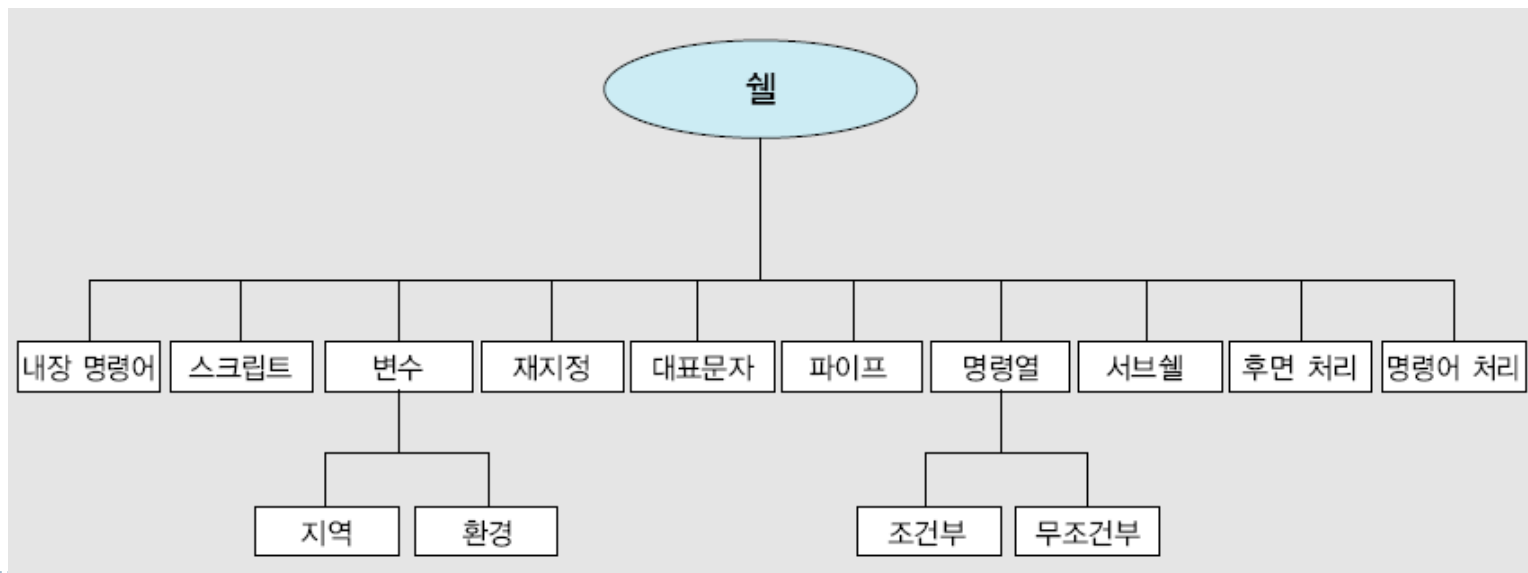 쉘
내장 명령어 스크립트 변수 재지정 대표문자 파이프 명령열 서브쉘 후면 처리 명령어 처리
지역 환경 조건부 무조건부